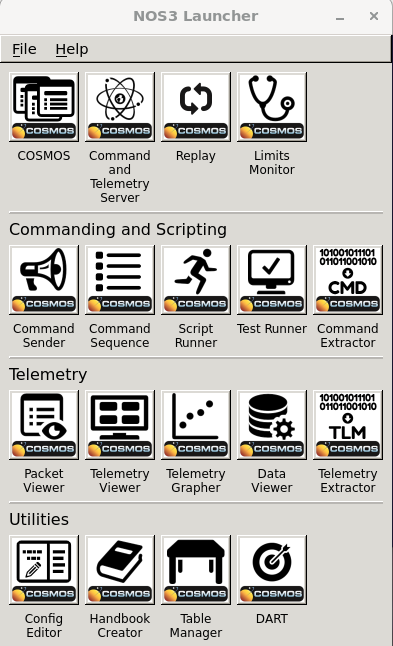 NOS3 Launcher
File Help
COSMOS COSMOS COSMOS COSMOS
COSMOS Command and Telemetry Server Replay Limits Monitor
Commanding and Scripting
101001011101
01101001010
CMD
COSMOS COSMOS COSMOS COSMOS COSMOS
Command Sender Command Sequence Script Runner Test Runner Command Extractor
Telemetry
101001011101
01101001010
TLM
COSMOS COSMOS COSMOS COSMOS COSMOS
Packet Viewer Telemetry Viewer Telemetry Grapher Data Viewer Telemetry Extractor
Utilities
COSMOS COSMOS COSMOS COSMOS
Config Editor Handbook Creator Table Manager DART